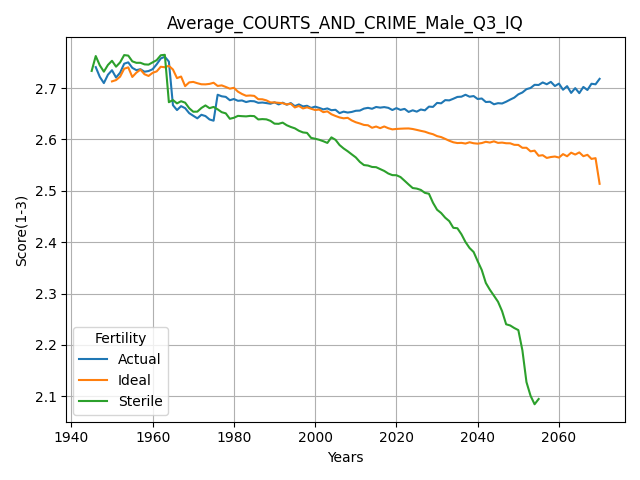 Average_COURTS_AND_CRIME_Male_Q3_IQ
Score(1-3)
2.7
2.6
2.5
2.4
2.3
2.2
2.1
Fertility
Actual
Ideal
Sterile
1940 1960 1980 2000 2020 2040 2060
Years